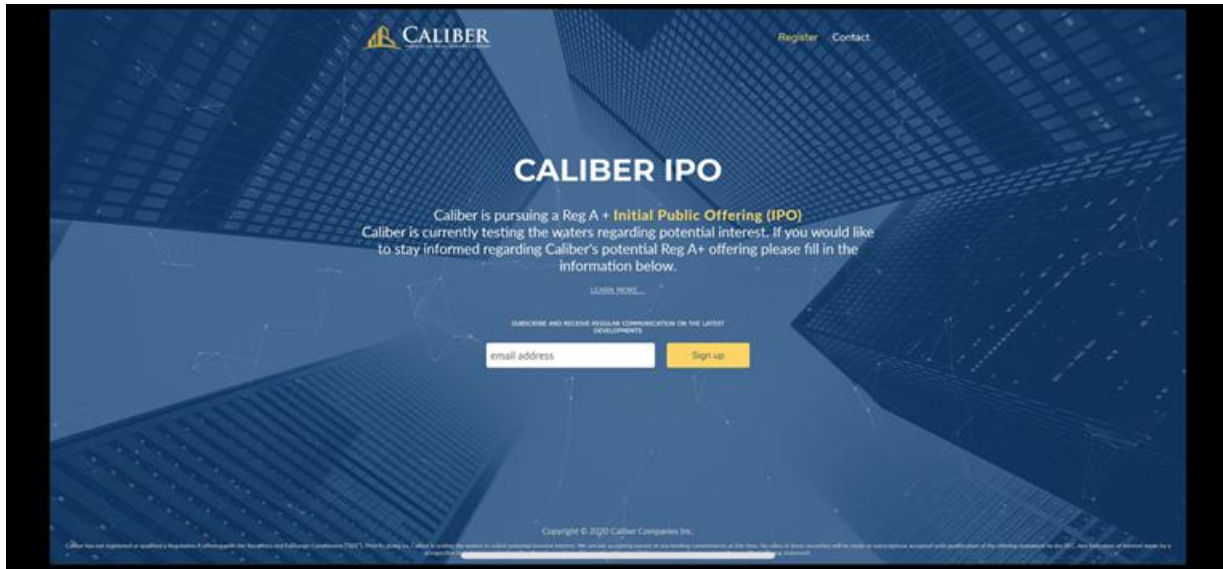 CALIBER
Register Contact
CALIBER IPO
Caliber is pursuing a Reg A + Initial Public Offering (IPO)
Caliber is currently testing the waters regarding potential interest. If you would like
to stay informed regarding Caliber's potential Reg A+ offering please fill in the
information below.
LEARN MORE...
SUBSCRIBE AND RECEIVE REGULAR COMMUNICATION ON THE LATEST
DEVELOPMENTS
email address Sign up
Copyright © 2020 Caliber Companies Inc.